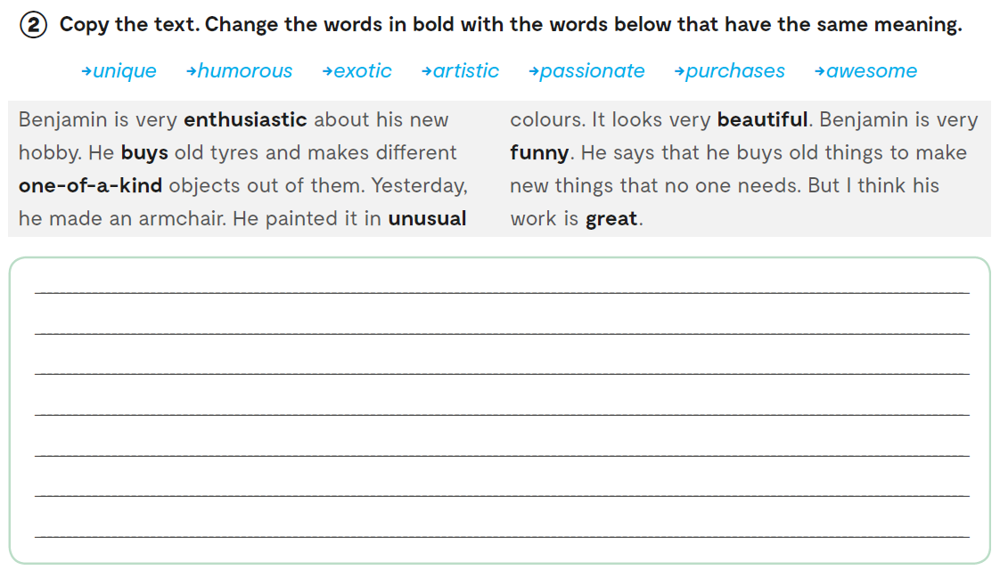 2 Copy the text. Change the words in bold with the words below that have the same meaning.
→unique →humorous →exotic →artistic →passionate →purchases →awesome
Benjamin is very enthusiastic about his new
hobby. He buys old tyres and makes different
one-of-a-kind objects out of them. Yesterday,
he made an armchair. He painted it in unusual
colours. It looks very beautiful. Benjamin is very
funny. He says that he buys old things to make
new things that no one needs. But I think his
work is great.